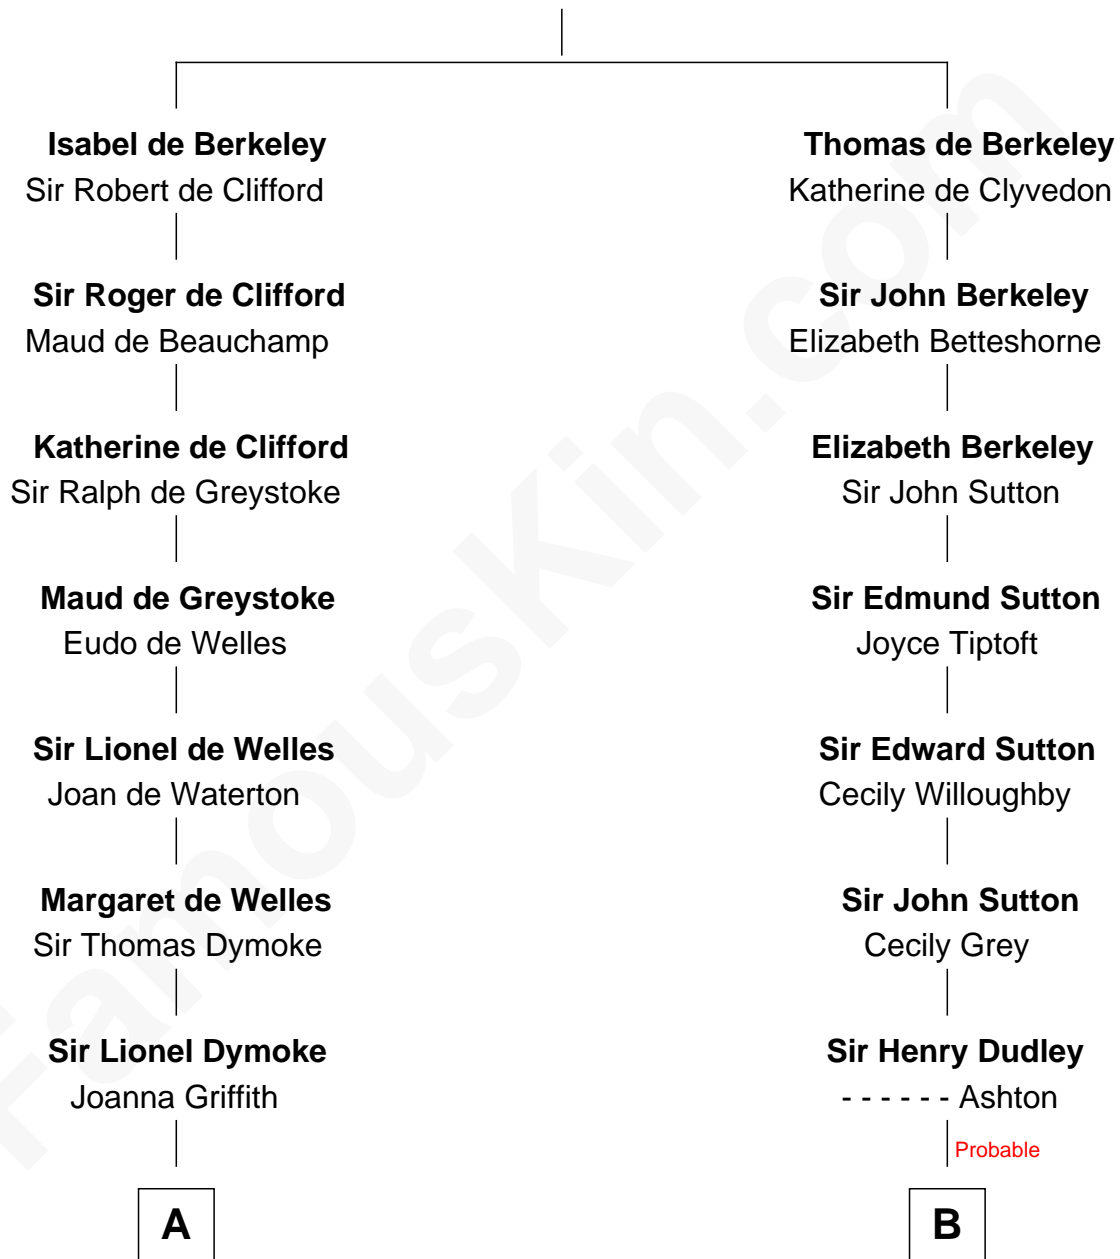 Isabel de Berkeley
Sir Robert de Clifford
Sir Roger de Clifford
Maud de Beauchamp
Katherine de Clifford
Sir Ralph de Greystoke
Maud de Greystoke
Eudo de Welles
Sir Lionel de Welles
Joan de Waterton
Margaret de Welles
Sir Thomas Dymoke
Sir Lionel Dymoke
Joanna Griffith
A
Thomas de Berkeley
Katherine de Clyvedon
Sir John Berkeley
Elizabeth Betteshorne
Elizabeth Berkeley
Sir John Sutton
Sir Edmund Sutton
Joyce Tiptoft
Sir Edward Sutton
Cecily Willoughby
Sir John Sutton
Cecily Grey
Sir Henry Dudley
- - - - - - Ashton
Probable
B
FamousKin.com